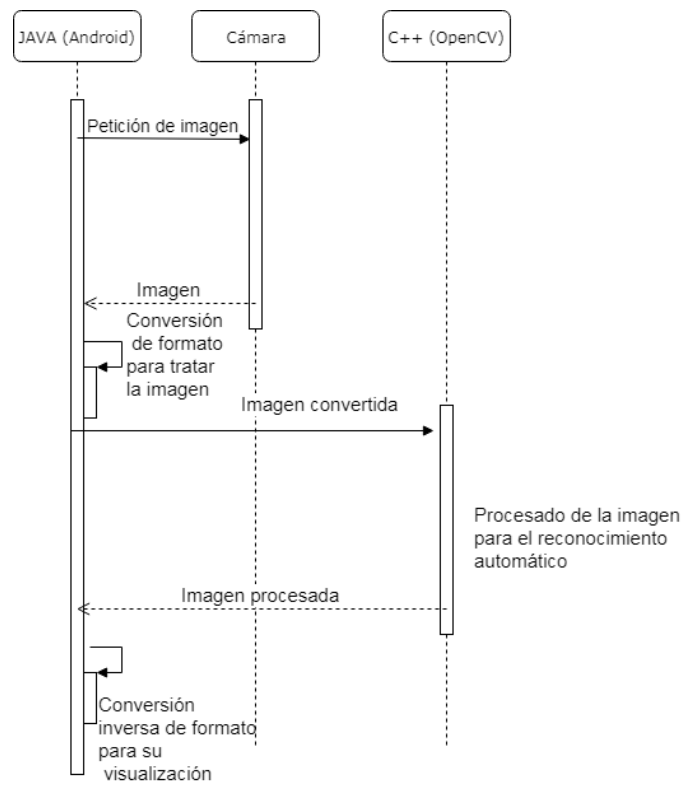 JAVA (Android)
Cámara
C++ (OpenCV)
Petición de imagen
Imagen
Conversión
de formato
para tratar
la imagen
Imagen convertida
Procesado de la imagen
para el reconocimiento
automático
Imagen procesada
Conversión
inversa de formato
para su
visualización